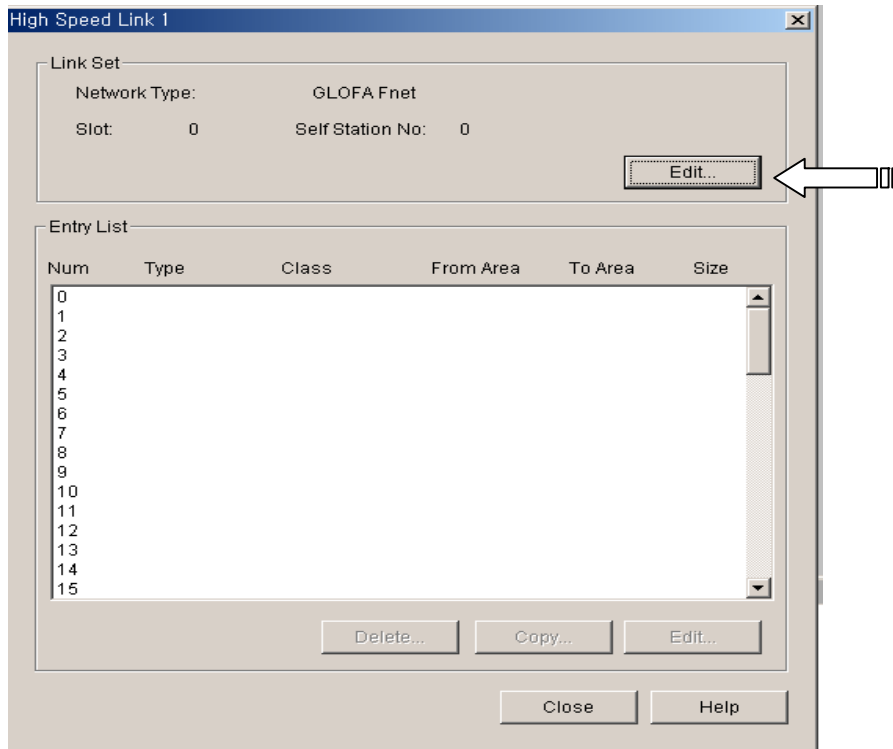 High Speed Link 1
Link Set
Network Type: GLOFA Fnet
Slot: 0 Self Station No: 0
Edit...
Entry List
Num Type Class From Area To Area Size
0
1
2
3
4
5
6
7
8
9
10
11
12
13
14
15
Delete... Copy... Edit...
Close Help